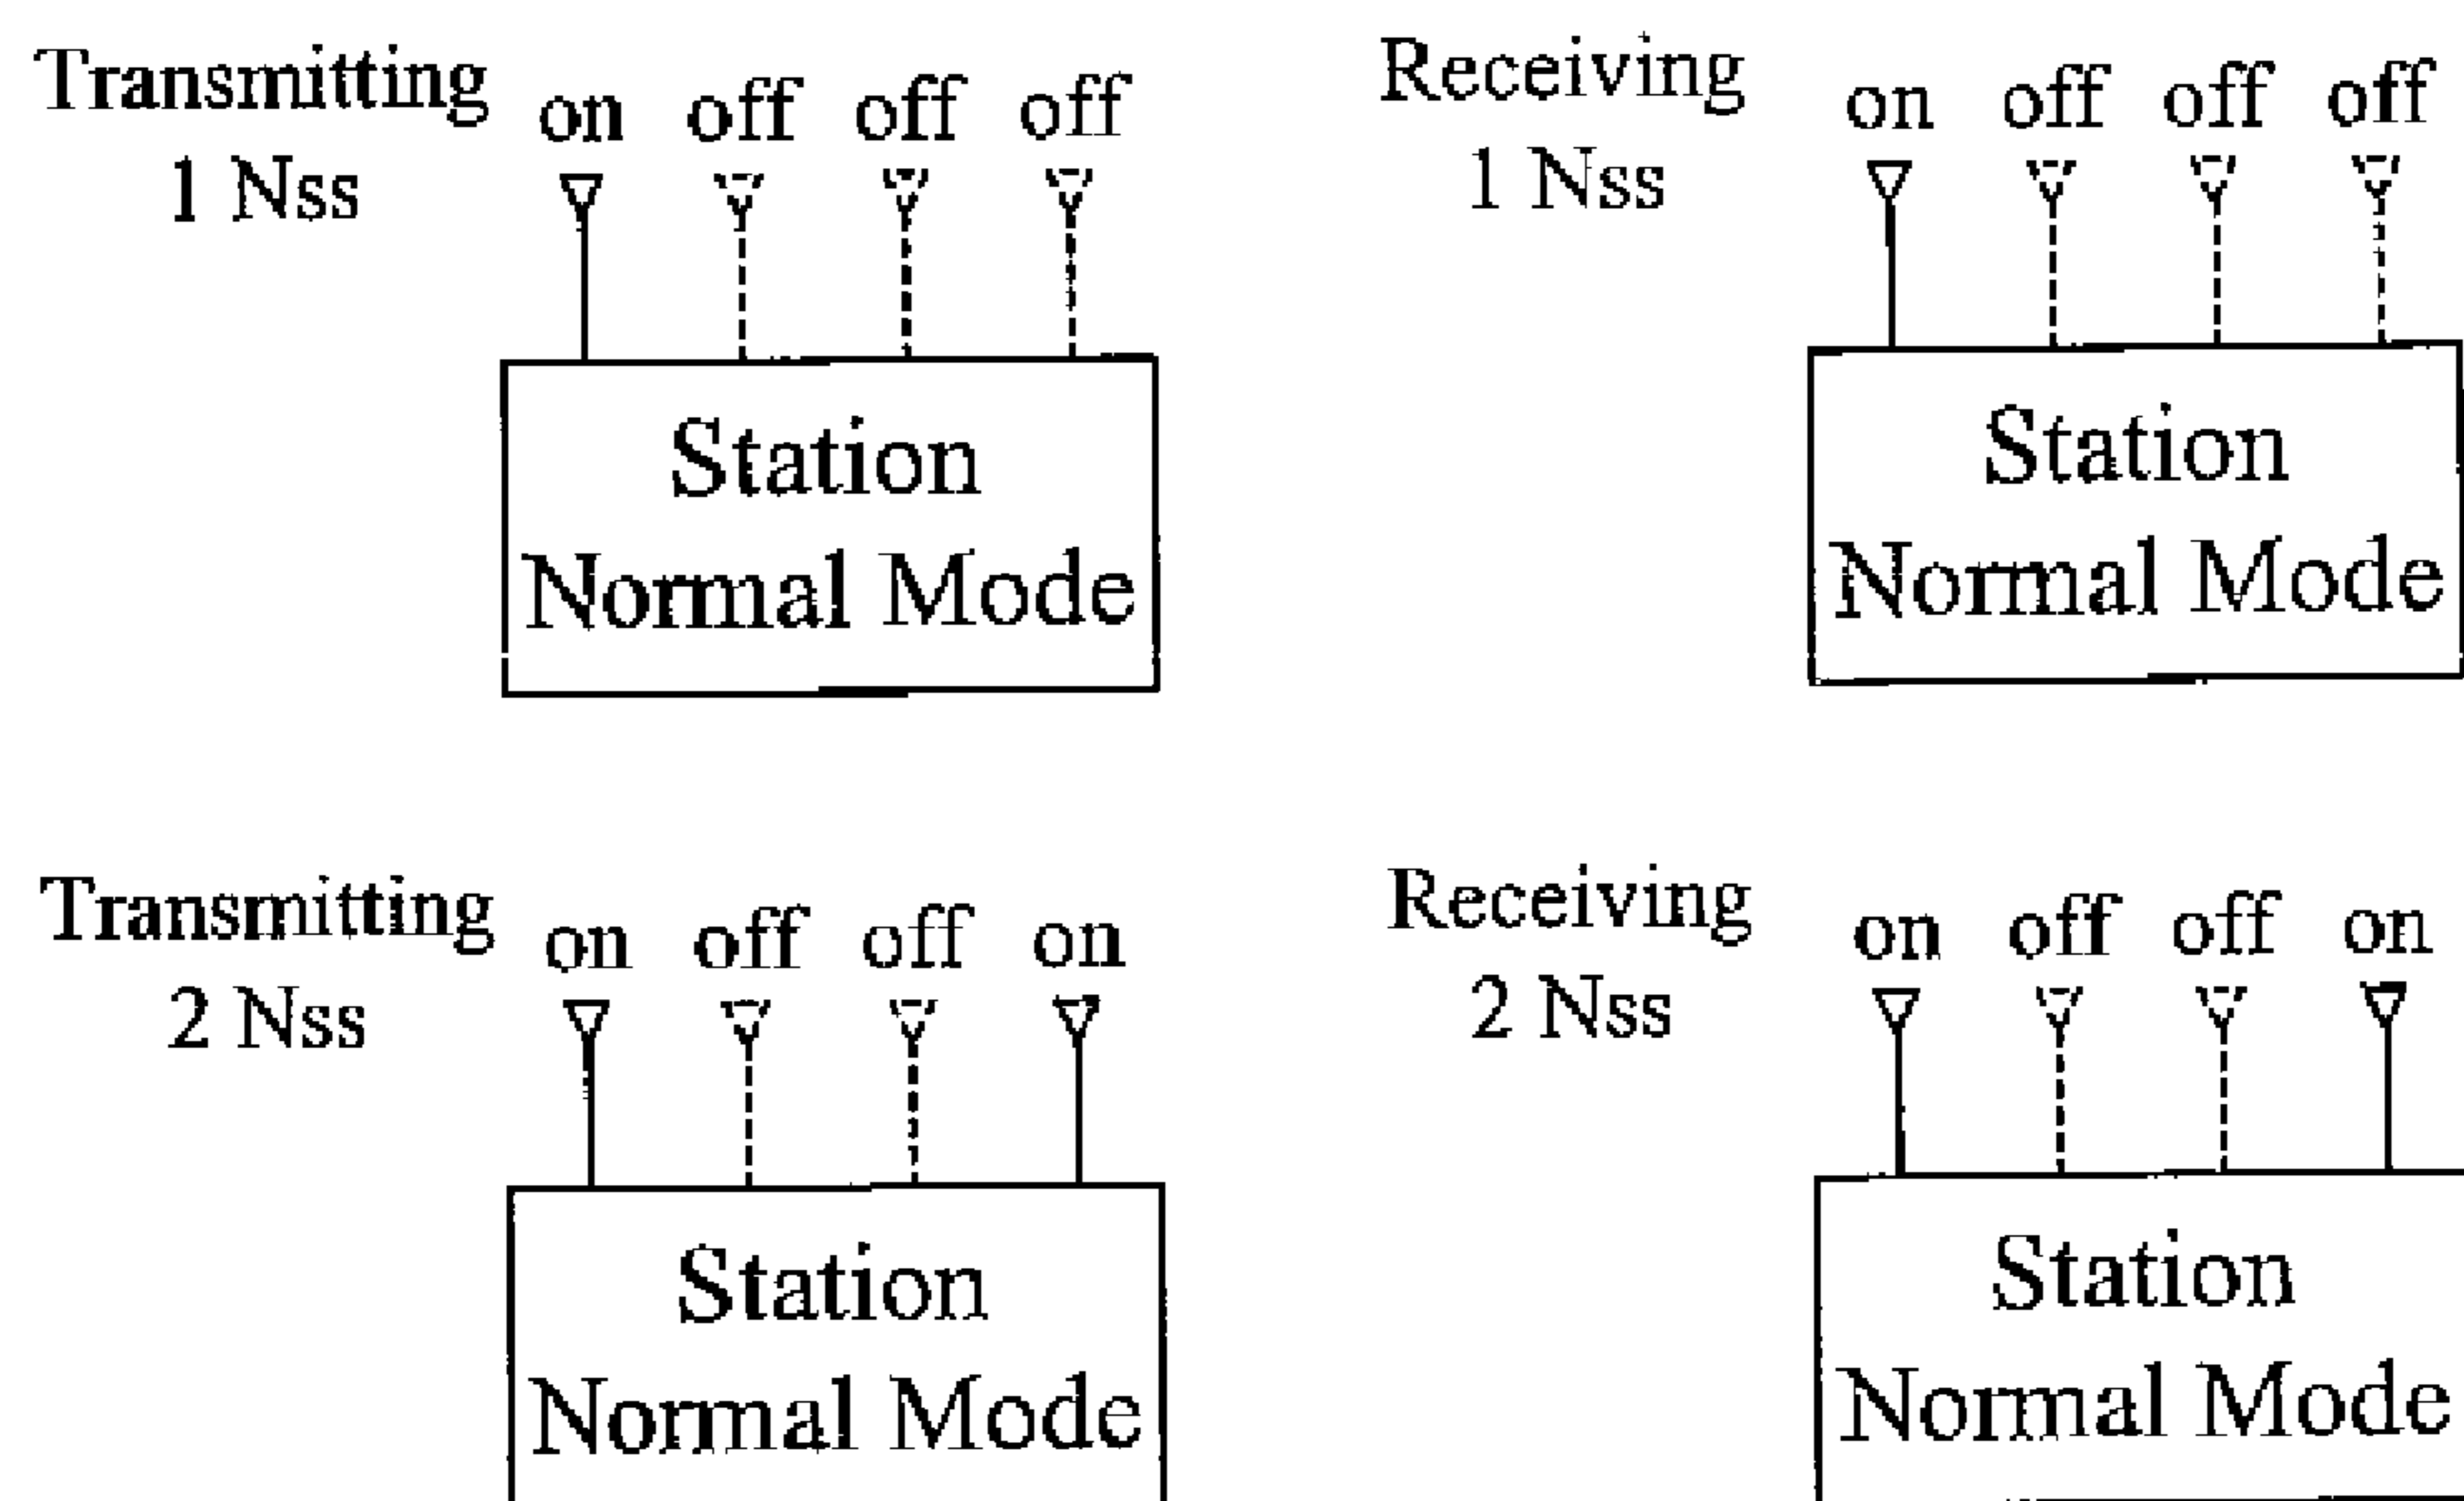 Transmitting
1 Nss
on off off off
Station
Normal Mode
Receiving
1 Nss
on off off off
Station
Normal Mode
Transmitting
2 Nss
on off off on
Station
Normal Mode
Receiving
2 Nss
on off off on
Station
Normal Mode